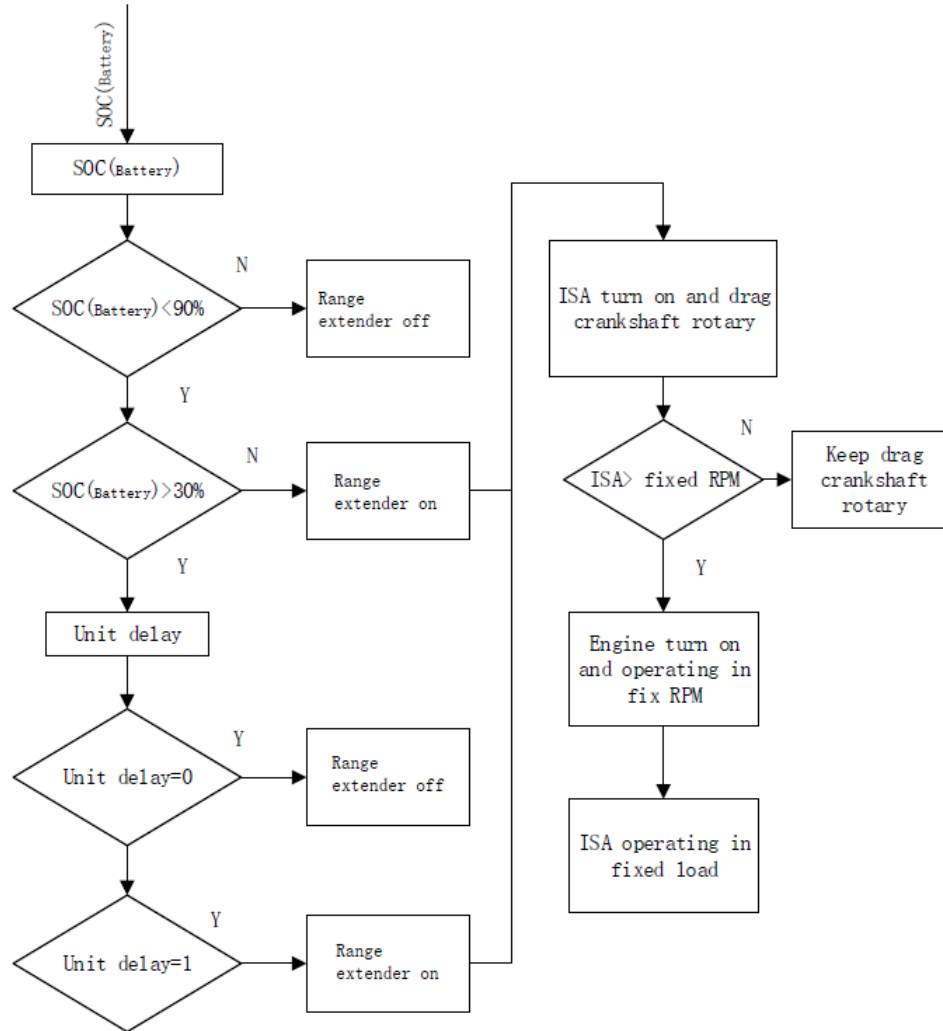 SOC(Battery)
SOC(Battery)
SOC(Battery)<90%
N
Range
extender off
Y
SOC(Battery)>30%
N
Range
extender on
Y
Unit delay
Unit delay=0
Y
Range
extender off
Unit delay=1
Y
Range
extender on
ISA turn on and drag
crankshaft rotary
ISA> fixed RPM
N
Keep drag
crankshaft
rotary
Y
Engine turn on
and operating in
fix RPM
ISA operating in
fixed load